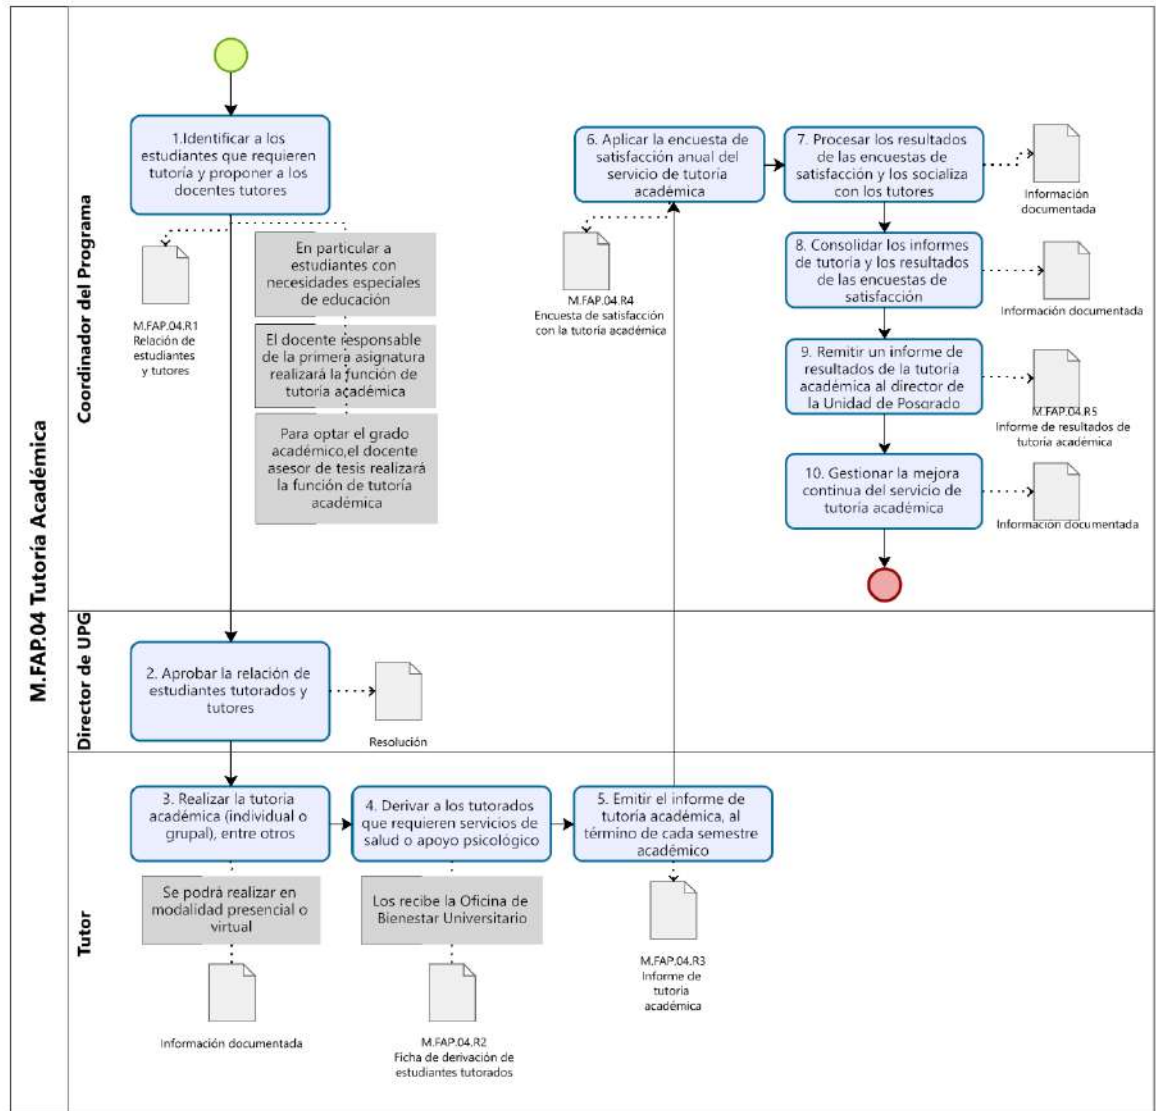 M.FAP.04 Tutoría Académica
Coordinador del Programa
1.Identificar a los
estudiantes que requieren
tutoría y proponer a los
docentes tutores
M.FAP.04.R1
Relación de
estudiantes
y tutores
En particular a
estudiantes con
necesidades especiales
de educación
El docente responsable
de la primera asignatura
realizará la función de
tutoría académica
Para optar el grado
académico,el docente
asesor de tesis realizará
la función de tutoría
académica
6. Aplicar la encuesta de
satisfacción anual del
servicio de tutoría
académica
M.FAP.04.R4
Encuesta de satisfacción
con la tutoría académica
7. Procesar los resultados
de las encuestas de
satisfacción y los socializa
con los tutores
Información
documentada
8. Consolidar los informes
de tutoría y los resultados
de las encuestas de
satisfacción
Información documentada
9. Remitir un informe de
resultados de la tutoría
académica al director de
la Unidad de Posgrado
M.FAP.04.R5
Informe de resultados de
tutoría académica
10. Gestionar la mejora
continua del servicio de
tutoría académica
Información documentada
Director de UPG
2. Aprobar la relación de
estudiantes tutorados y
tutores
Resolución
Tutor
3. Realizar la tutoría
académica (individual o
grupal), entre otros
Se podrá realizar en
modalidad presencial o
virtual
Información documentada
4. Derivar a los tutorados
que requieren servicios de
salud o apoyo psicológico
Los recibe la Oficina de
Bienestar Universitario
M.FAP.04.R2
Ficha de derivación de
estudiantes tutorados
5. Emitir el informe de
tutoría académica, al
término de cada semestre
académico
M.FAP.04.R3
Informe de
tutoría
académica